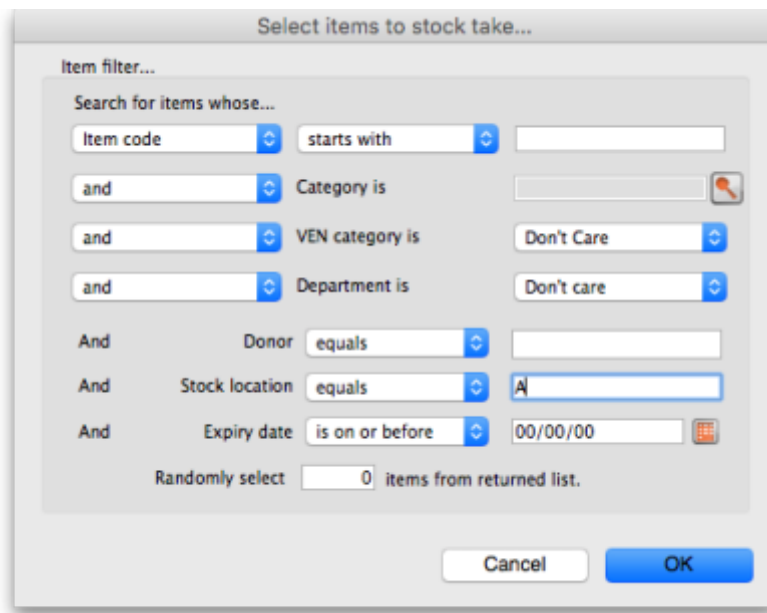 Select items to stock take...
Item filter...
Search for items whose...
Item code starts with
and Category is
and VEN category is Don't Care
and Department is Don't care
And Donor equals
And Stock location equals A
And Expiry date is on or before 00/00/00
Randomly select 0 items from returned list.
Cancel OK